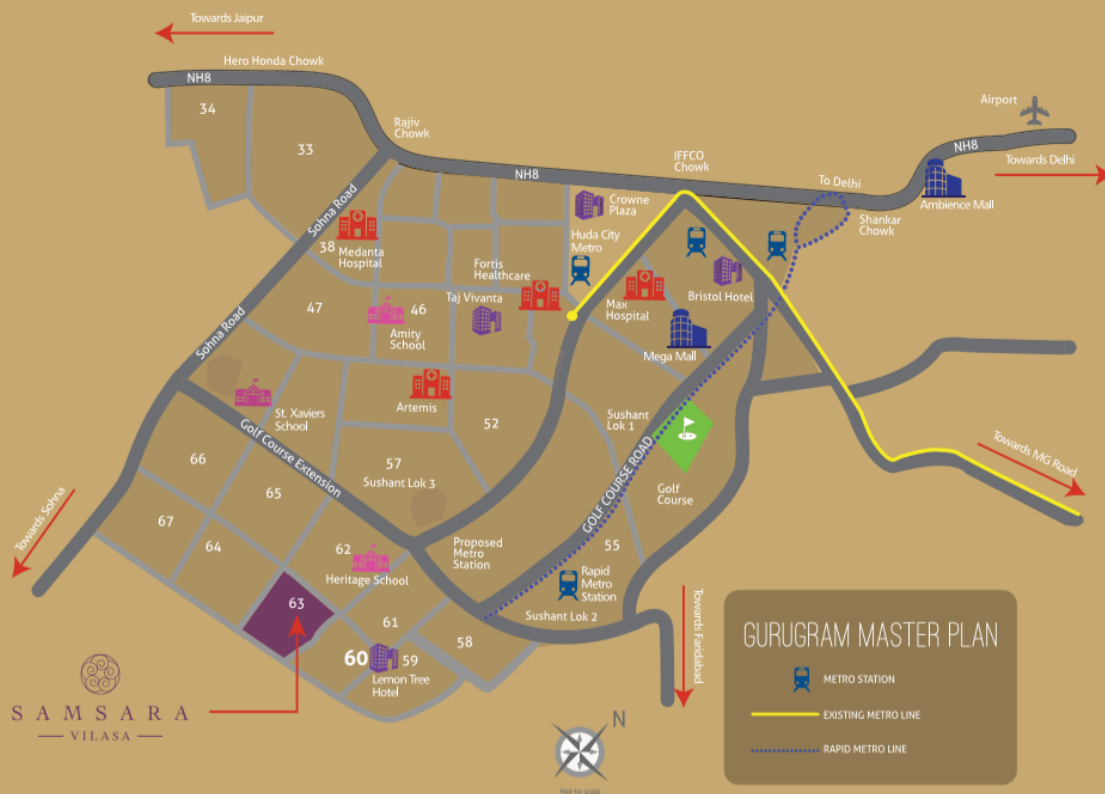 Towards Jaipur
Hero Honda Chowk
NH8
34
33
Rajiv
Chowk
NH8
IFFCO
Chowk
To Delhi
Airport
NH8
Towards Delhi
Shankar
Chowk
Ambience Mall
Sohna Road
38
Medanta
Hospital
Crowne
Plaza
Huda City
Metro
Fortis
Healthcare
Taj Vivanta
Max
Hospital
Bristol Hotel
Mega Mall
47
46
Amity
School
Sohna Road
St. Xaviers
School
Artemis
52
Sushant
Lok 1
Golf Course Extension
57
Sushant Lok 3
GOLF COURSE ROAD
Golf
Course
Towards MG Road
66
65
67
64
Towards Sohna
62
Heritage School
Proposed
Metro
Station
55
Rapid
Metro
Station
Sushant Lok 2
63
61
60
59
58
Lemon Tree
Hotel
Towards Faridabad
SAMSARA
VILASA
N
Not to scale
GURUGRAM MASTER PLAN
METRO STATION
EXISTING METRO LINE
RAPID METRO LINE